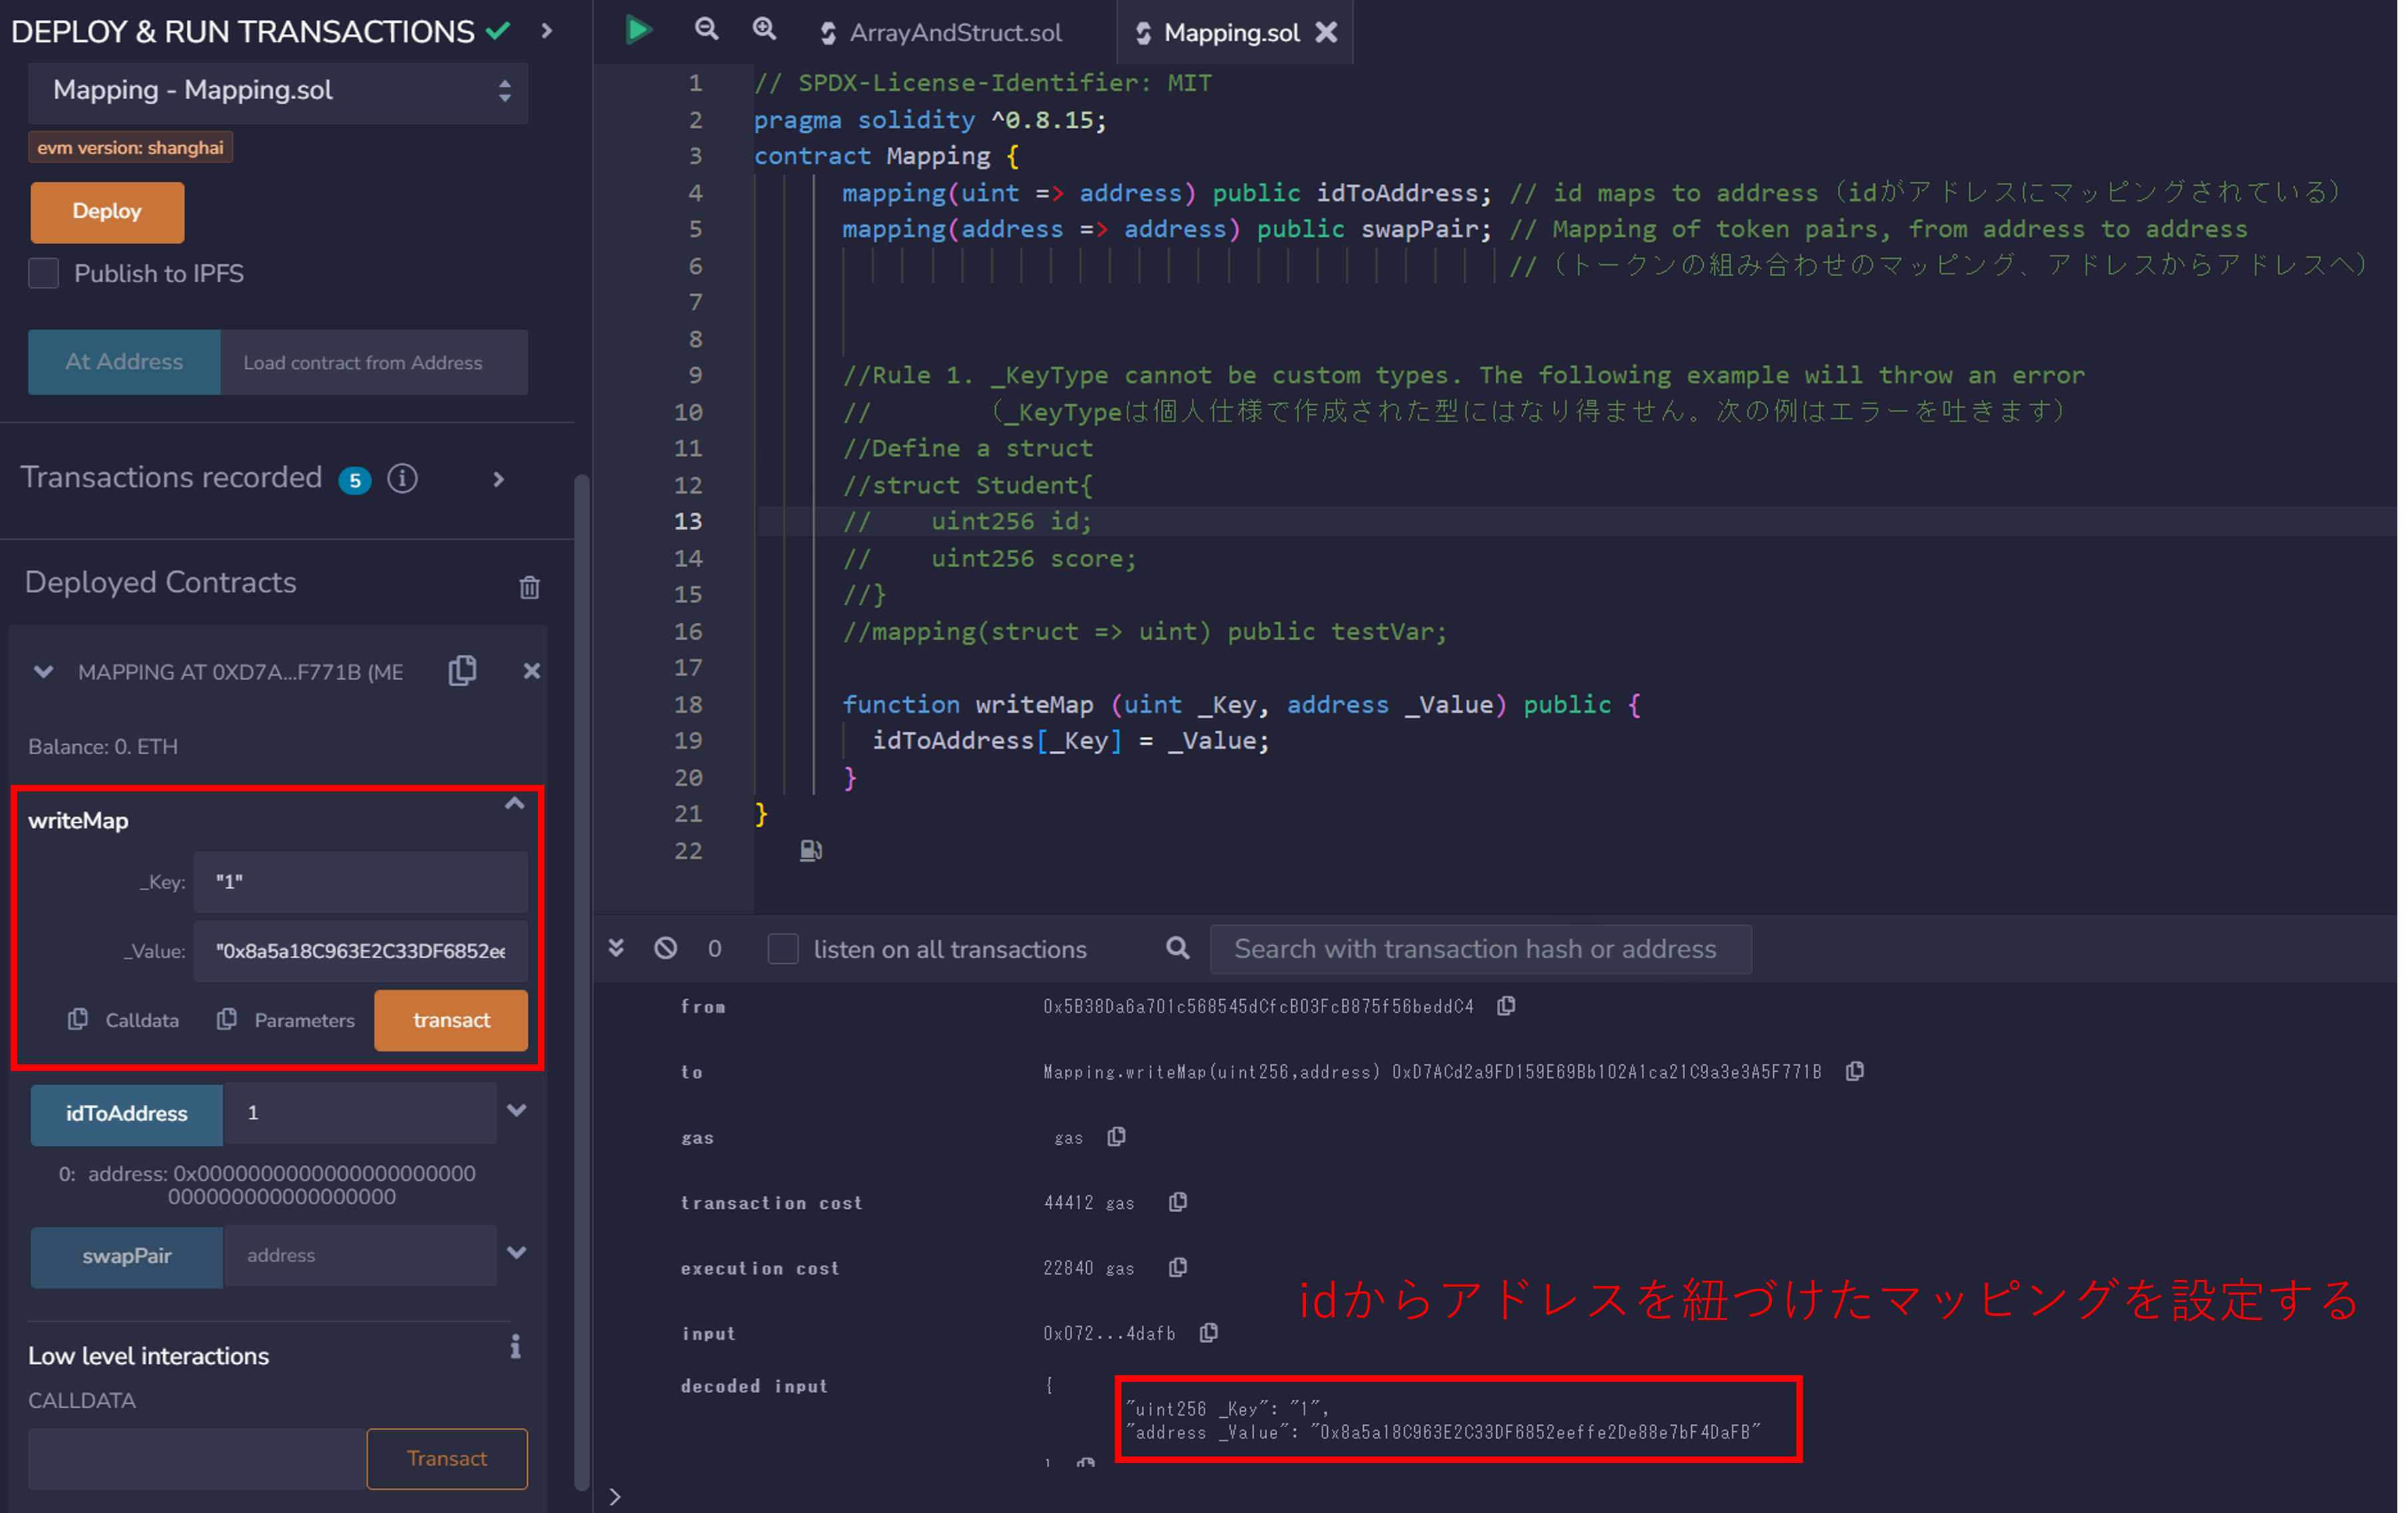 DEPLOY & RUN TRANSACTIONS
Mapping - Mapping.sol
evm version: shanghai
Deploy
Publish to IPFS
At Address
Load contract from Address
Transactions recorded 5
Deployed Contracts
MAPPING AT 0XD7A...F771B (ME
Balance: 0. ETH
writeMap
_Key: "1"
_Value: "0x8a5a18C963E2C33DF6852ee
Calldata
Parameters
transact
idToAddress 1
0: address: 0x0000000000000000000000
000000000000000000
swapPair address
Low level interactions
CALLDATA
Transact
ArrayAndStruct.sol
Mapping.sol
1 // SPDX-License-Identifier: MIT
2 pragma solidity ^0.8.15;
3 contract Mapping {
4 mapping(uint => address) public idToAddress; // id maps to address（idがアドレスにマッピングされている）
5 mapping(address => address) public swapPair; // Mapping of token pairs, from address to address
6 //（トークンの組み合わせのマッピング、アドレスからアドレスへ）
7
8
9 //Rule 1. _KeyType cannot be custom types. The following example will throw an error
10 // （_KeyTypeは個人仕様で作成された型にはなり得ません。次の例はエラーを吐きます）
11 //Define a struct
12 //struct Student{
13 // uint256 id;
14 // uint256 score;
15 //}
16 //mapping(struct => uint) public testVar;
17
18 function writeMap (uint _Key, address _Value) public {
19 idToAddress[_Key] = _Value;
20 }
21 }
22
0 listen on all transactions Search with transaction hash or address
from 0x5B38Da6a701c568545dCfcB03FcB875f56beddC4
to Mapping.writeMap(uint256,address) 0xD7ACd2a9FD159E69Bb102A1ca21C9a3e3A5F771B
gas gas
transaction cost 44412 gas
execution cost 22840 gas
idからアドレスを紐づけたマッピングを設定する
input 0x072...4dafb
decoded input {
"uint256 _Key": "1",
"address _Value": "0x8a5a18C963E2C33DF6852eeffe2De88e7bF4DaFB"
>